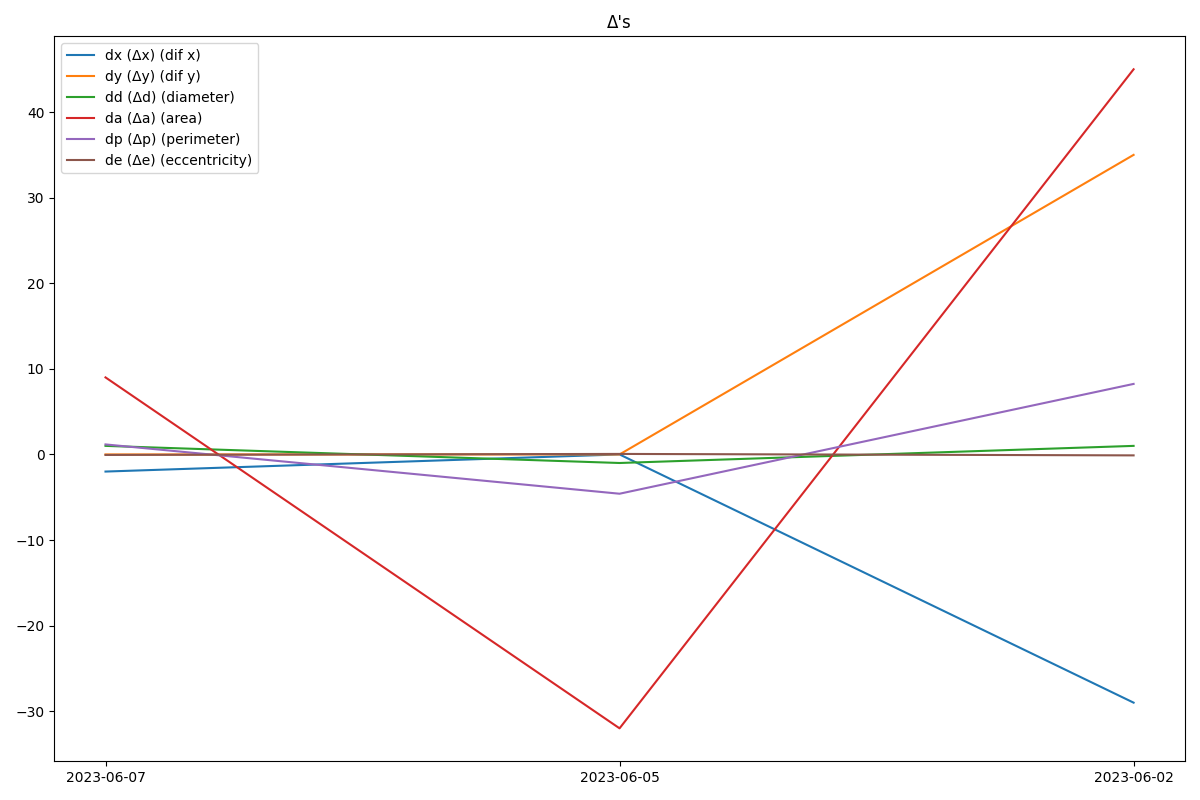 Δ's
dx (Δx) (dif x)
dy (Δy) (dif y)
dd (Δd) (diameter)
da (Δa) (area)
dp (Δp) (perimeter)
de (Δe) (eccentricity)
40
30
20
10
0
−10
−20
−30
2023-06-07 2023-06-05 2023-06-02